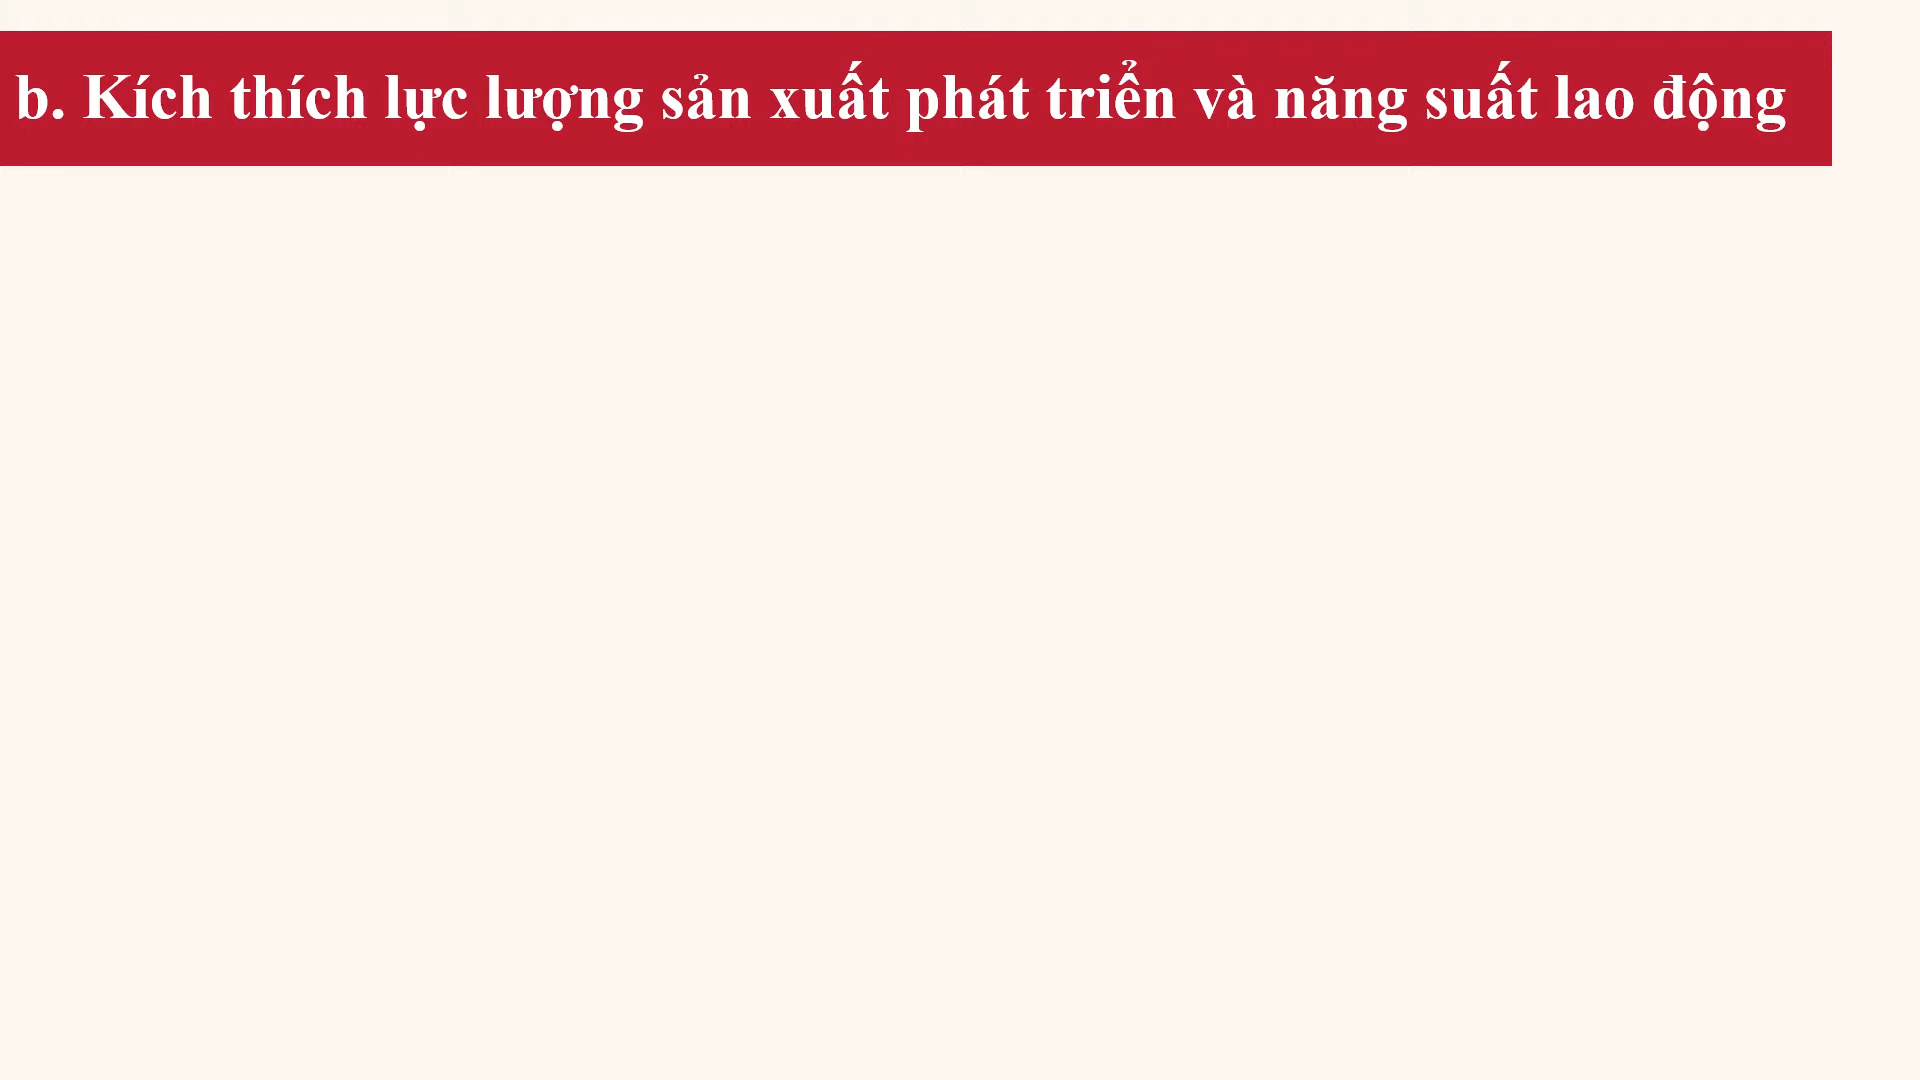 b. Kích thích lực lượng sản xuất phát triển và năng suất lao động